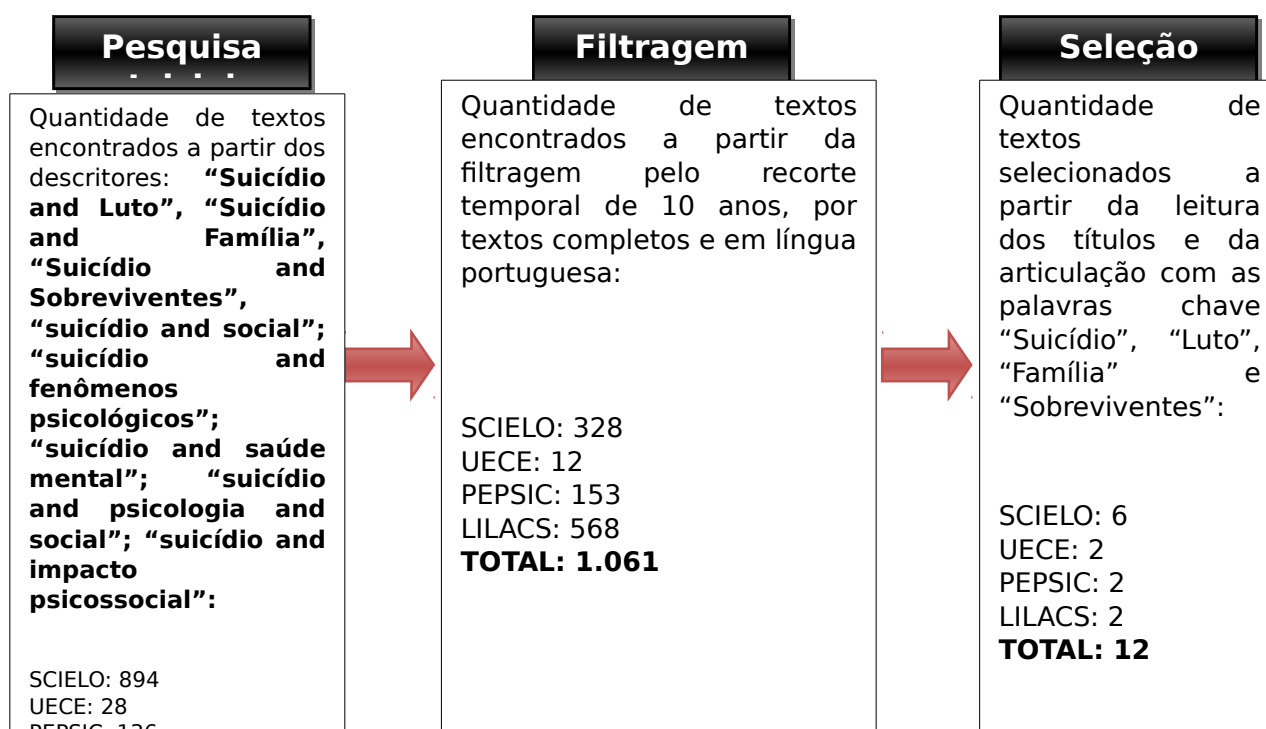 Pesquisa
Quantidade de textos
encontrados a partir dos
descritores: “Suicídio
and Luto”, “Suicídio
and Família”,
“Suicídio and
Sobreviventes”,
“suicídio and social”;
“suicídio and
fenômenos
psicológicos”;
“suicídio and saúde
mental”; “suicídio
and psicologia and
social”; “suicídio and
impacto
psicossocial”:
SCIELO: 894
UECE: 28
Filtragem
Quantidade de textos
encontrados a partir da
filtragem pelo recorte
temporal de 10 anos, por
textos completos e em língua
portuguesa:
SCIELO: 328
UECE: 12
PEPSIC: 153
LILACS: 568
TOTAL: 1.061
Seleção
Quantidade de
textos
selecionados a
partir da leitura
dos títulos e da
articulação com as
palavras chave
“Suicídio”, “Luto”,
“Família” e
“Sobreviventes”:
SCIELO: 6
UECE: 2
PEPSIC: 2
LILACS: 2
TOTAL: 12